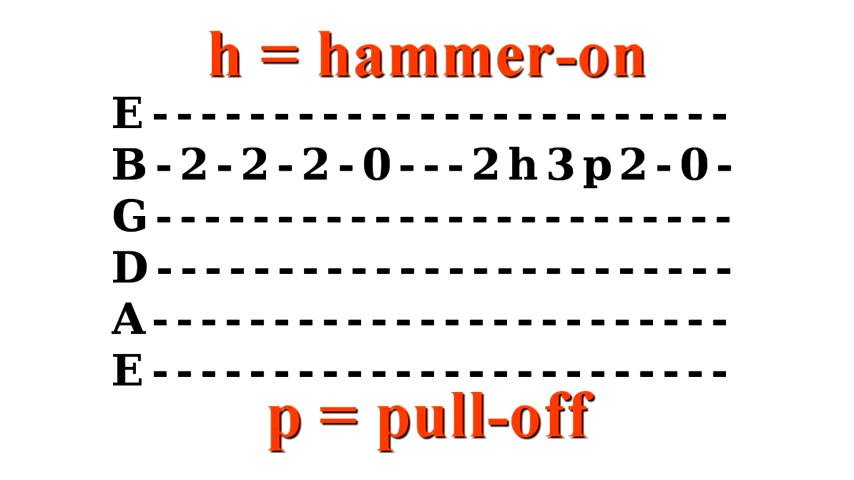 h = hammer-on
E------------------------
B-2-2-2-0---2h3p2-0-
G------------------------
D------------------------
A------------------------
E------------------------
p = pull-off